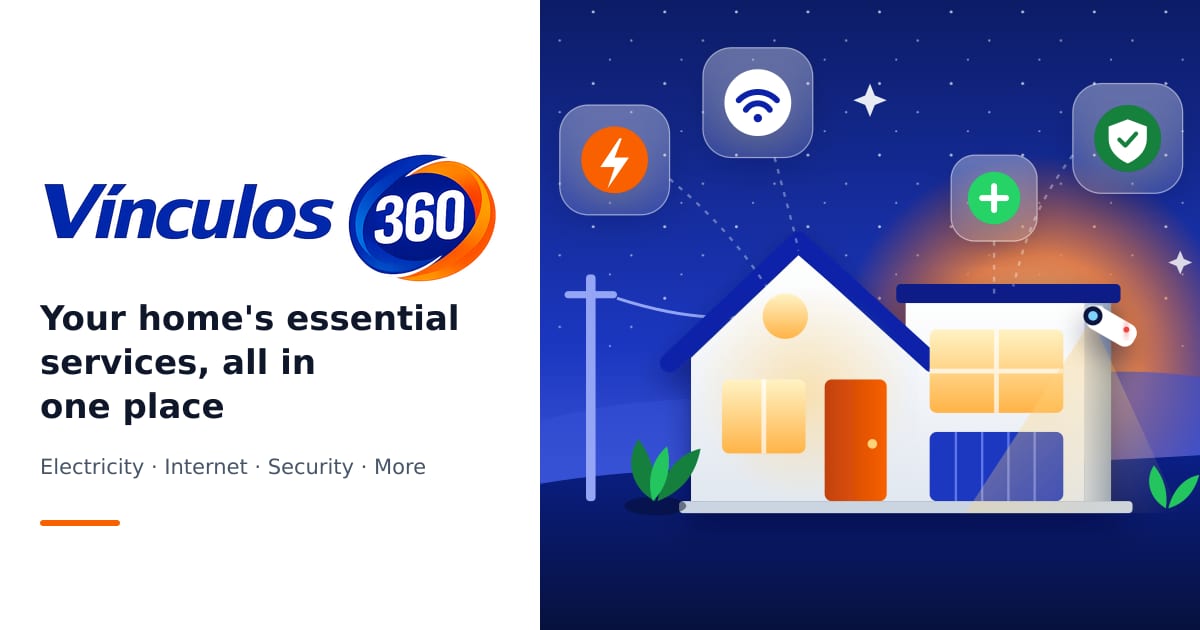 Vínculos 360
Your home's essential
services, all in
one place
Electricity · Internet · Security · More